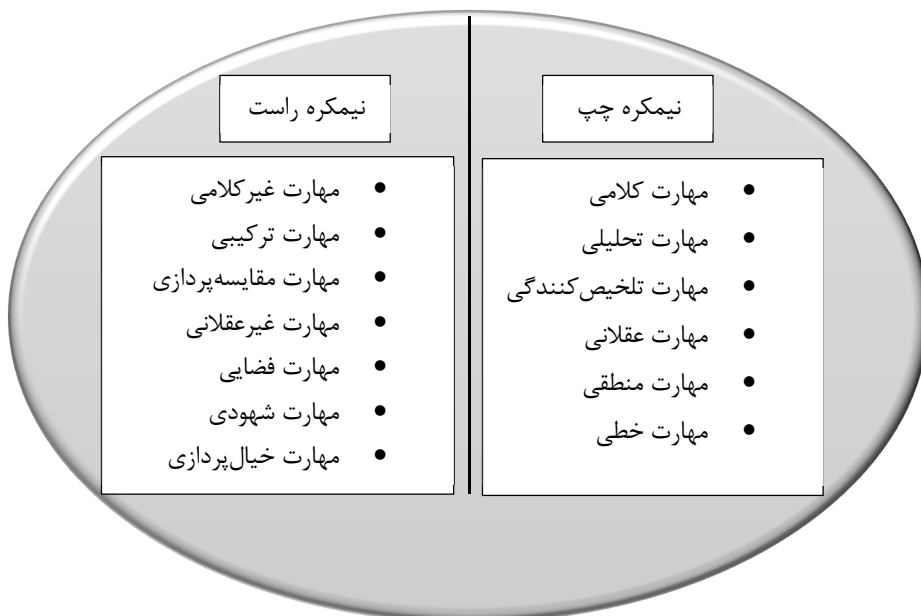 نیمکره چپ
مهارت کلامی
مهارت تحلیلی
مهارت تلخیص‌کنندگی
مهارت عقلانی
مهارت منطقی
مهارت خطی
نیمکره راست
مهارت غیرکلامی
مهارت ترکیبی
مهارت مقایسه‌پردازی
مهارت غیرعقلانی
مهارت فضایی
مهارت شهودی
مهارت خیال‌پردازی